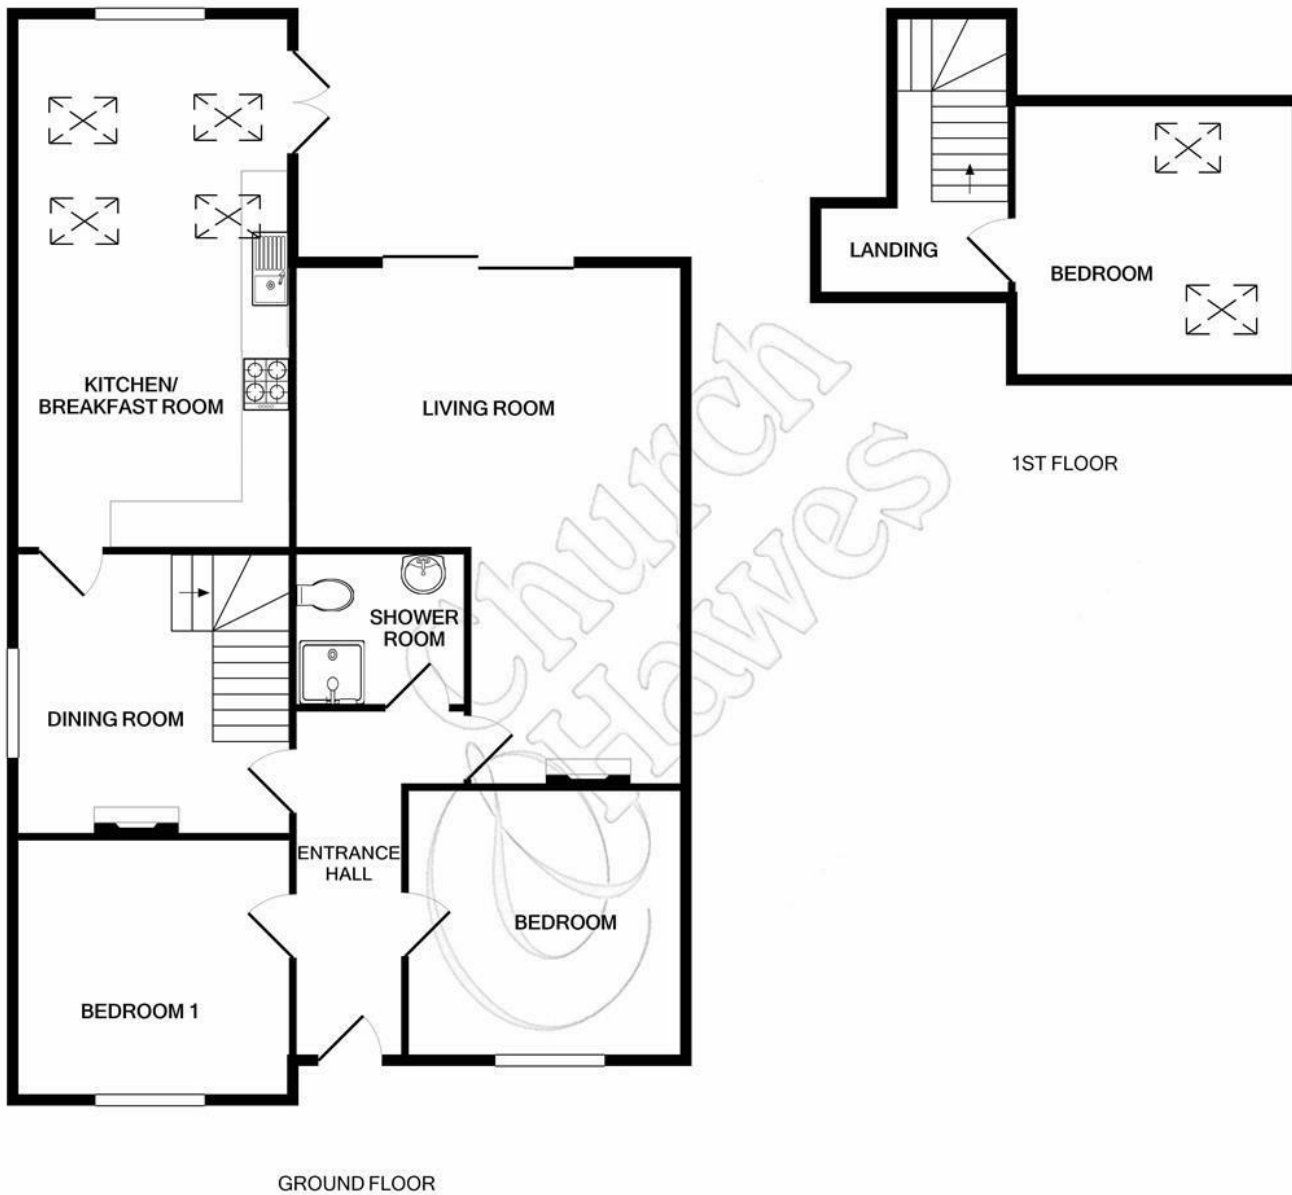 KITCHEN/
BREAKFAST ROOM
LIVING ROOM
SHOWER
ROOM
DINING ROOM
ENTRANCE
HALL
BEDROOM
BEDROOM 1
GROUND FLOOR
LANDING
BEDROOM
1ST FLOOR
Church
& Hawes